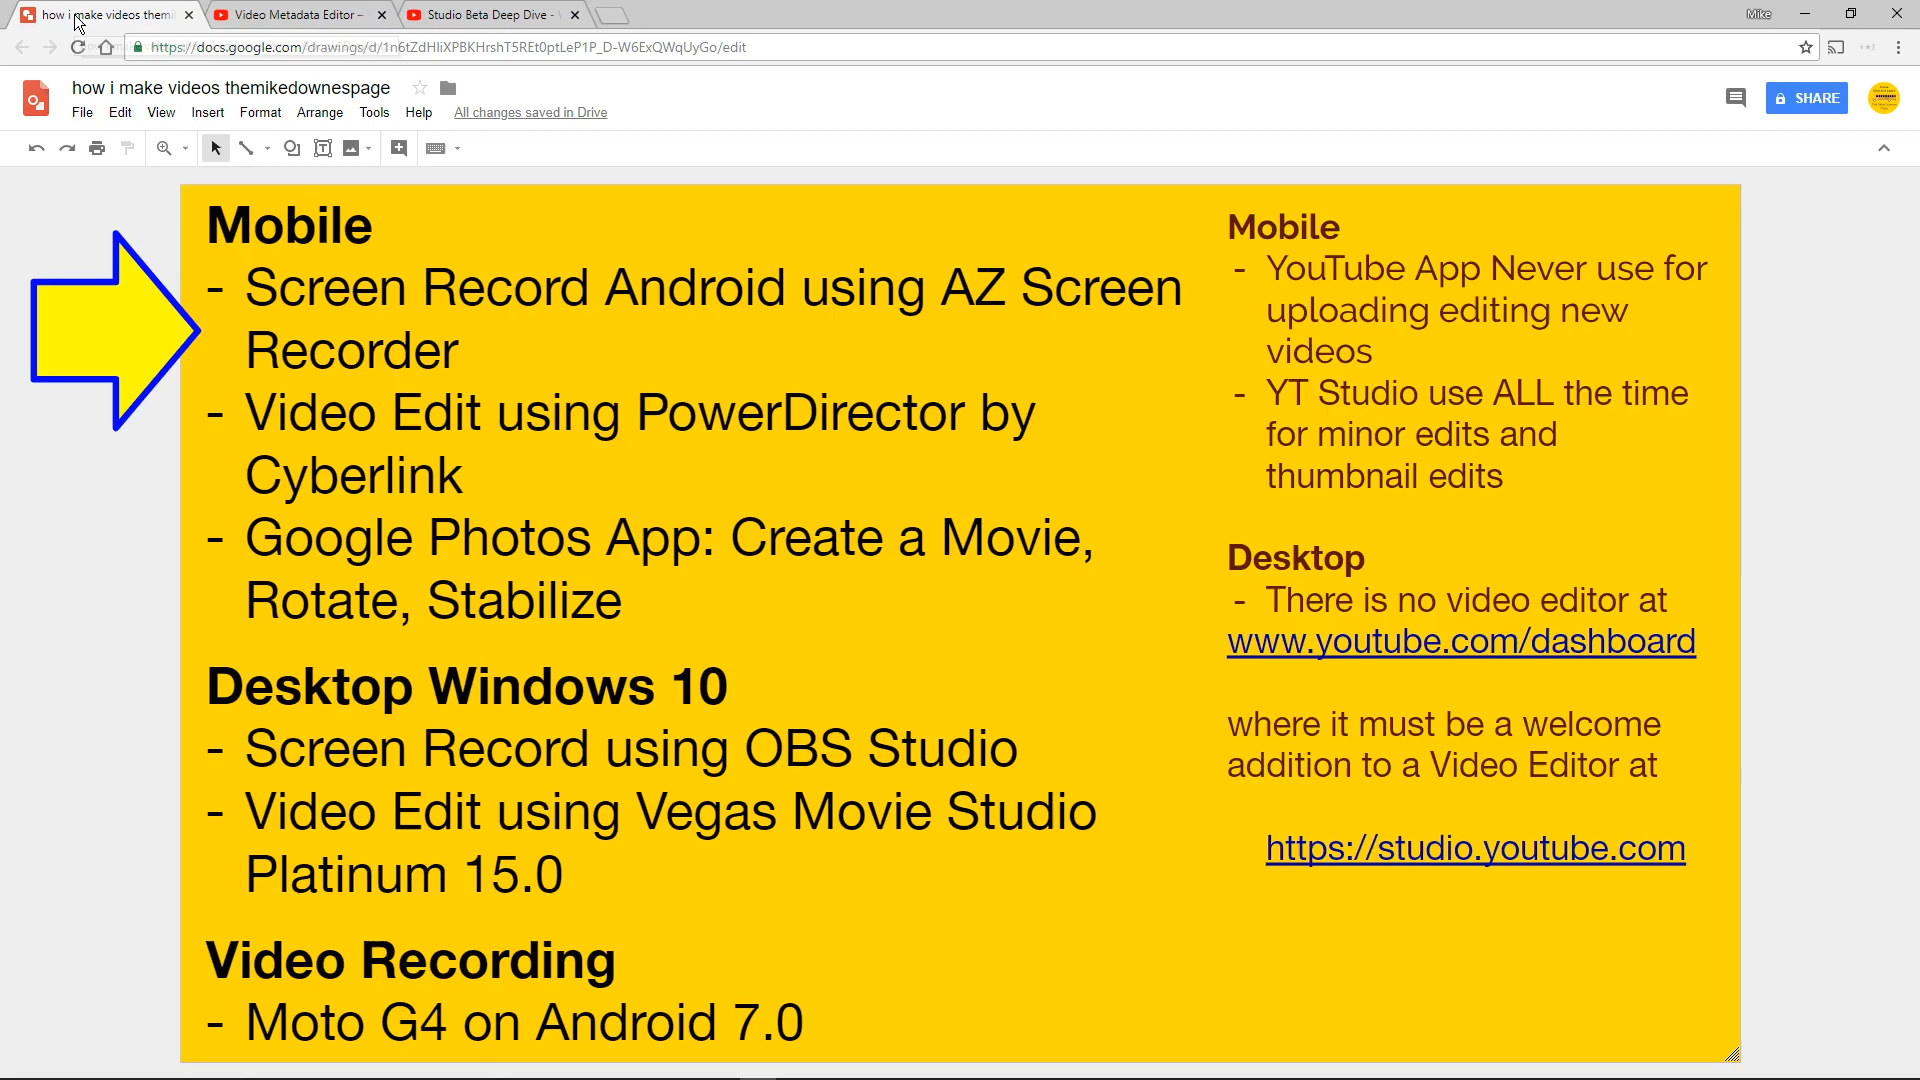 how i make videos themi
Video Metadata Editor –
Studio Beta Deep Dive -
Mike
https://docs.google.com/drawings/d/1n6tZdHIiXPBKHrshT5REt0ptLeP1P_D-W6ExQWqUyGo/edit
how i make videos themikedownespage
File Edit View Insert Format Arrange Tools Help All changes saved in Drive
SHARE
Mobile
- Screen Record Android using AZ Screen
Recorder
- Video Edit using PowerDirector by
Cyberlink
- Google Photos App: Create a Movie,
Rotate, Stabilize
Desktop Windows 10
- Screen Record using OBS Studio
- Video Edit using Vegas Movie Studio
Platinum 15.0
Video Recording
- Moto G4 on Android 7.0
Mobile
- YouTube App Never use for
uploading editing new
videos
- YT Studio use ALL the time
for minor edits and
thumbnail edits
Desktop
- There is no video editor at
www.youtube.com/dashboard
where it must be a welcome
addition to a Video Editor at
https://studio.youtube.com